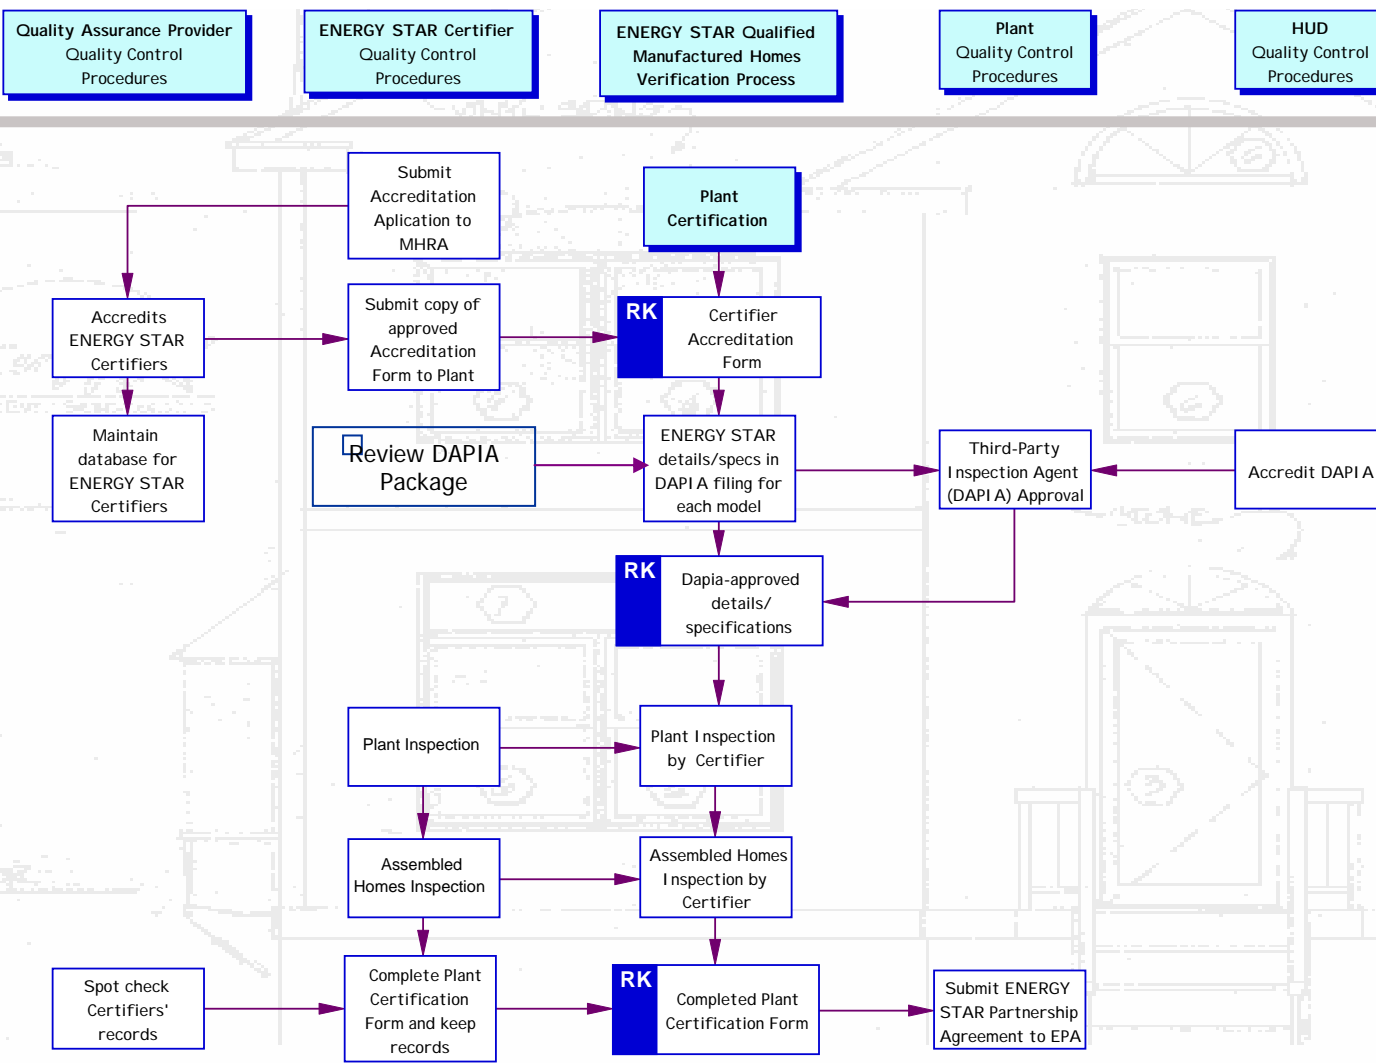 Quality Assurance Provider
Quality Control
Procedures
ENERGY STAR Certifier
Quality Control
Procedures
ENERGY STAR Qualified
Manufactured Homes
Verification Process
Plant
Quality Control
Procedures
HUD
Quality Control
Procedures
Submit
Accreditation
Aplication to
MHRA
Plant
Certification
Accredits
ENERGY STAR
Certifiers
Submit copy of
approved
Accreditation
Form to Plant
RK
Certifier
Accreditation
Form
Maintain
database for
ENERGY STAR
Certifiers
Review DAPIA
Package
ENERGY STAR
details/specs in
DAPIA filing for
each model
Third-Party
Inspection Agent
(DAPIA) Approval
Accredit DAPIA
RK
Dapia-approved
details/
specifications
Plant Inspection
Plant Inspection
by Certifier
Assembled
Homes Inspection
Assembled Homes
Inspection by
Certifier
Spot check
Certifiers'
records
Complete Plant
Certification
Form and keep
records
RK
Completed Plant
Certification Form
Submit ENERGY
STAR Partnership
Agreement to EPA